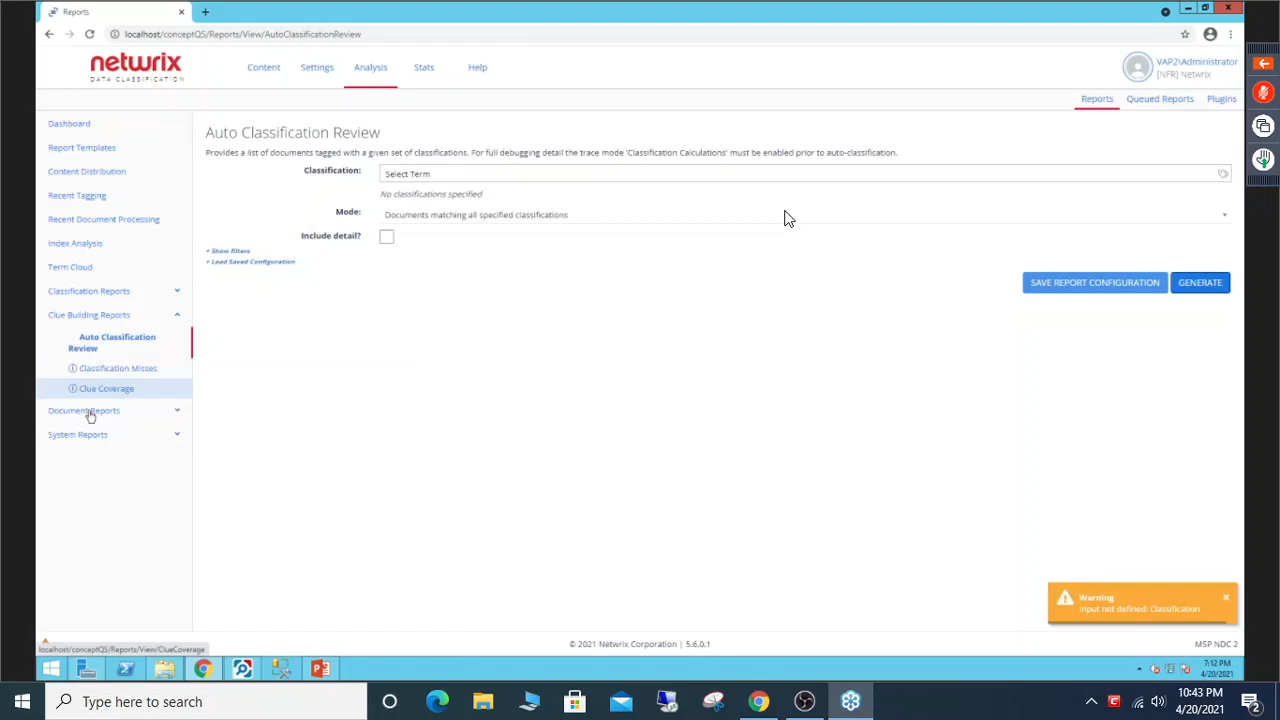 Reports
localhost/conceptQS/Reports/View/AutoClassificationReview
netwrix
DATA CLASSIFICATION
Content
Settings
Analysis
Stats
Help
VAP2\Administrator
[NFR] Netwrix
Reports
Queued Reports
Plugins
Dashboard
Report Templates
Content Distribution
Recent Tagging
Recent Document Processing
Index Analysis
Term Cloud
Classification Reports
Clue Building Reports
Auto Classification
Review
Classification Misses
Clue Coverage
Document Reports
System Reports
Auto Classification Review
Provides a list of documents tagged with a given set of classifications. For full debugging detail the trace mode 'Classification Calculations' must be enabled prior to auto-classification.
Classification:
Select Term
No classifications specified
Mode:
Documents matching all specified classifications
Include detail?
+ Show filters
+ Load Saved Configuration
SAVE REPORT CONFIGURATION
GENERATE
Warning
Input not defined: Classification
© 2021 Netwrix Corporation | 5.6.0.1
MSP NDC 2
localhost/conceptQS/Reports/View/ClueCoverage
7:12 PM
4/20/2021
Type here to search
10:43 PM
4/20/2021
2